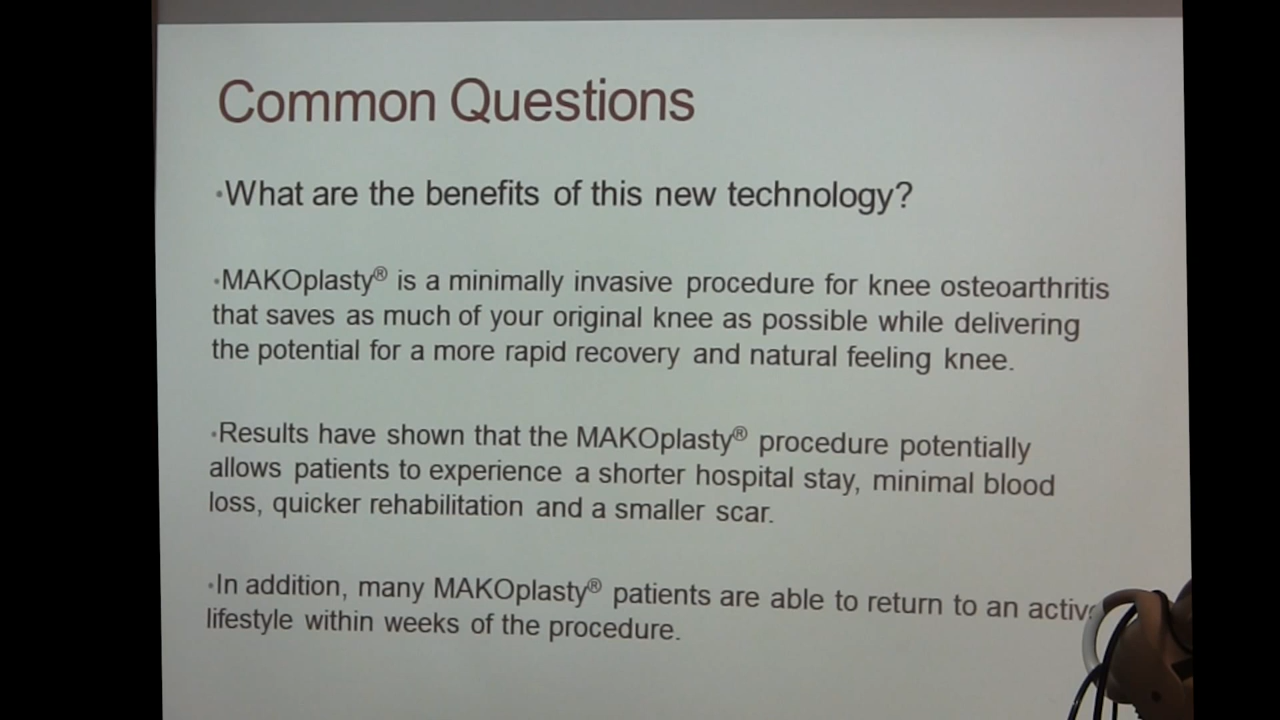 Common Questions
•What are the benefits of this new technology?
•MAKOplasty® is a minimally invasive procedure for knee osteoarthritis
that saves as much of your original knee as possible while delivering
the potential for a more rapid recovery and natural feeling knee.
•Results have shown that the MAKOplasty® procedure potentially
allows patients to experience a shorter hospital stay, minimal blood
loss, quicker rehabilitation and a smaller scar.
•In addition, many MAKOplasty® patients are able to return to an activ
lifestyle within weeks of the procedure.